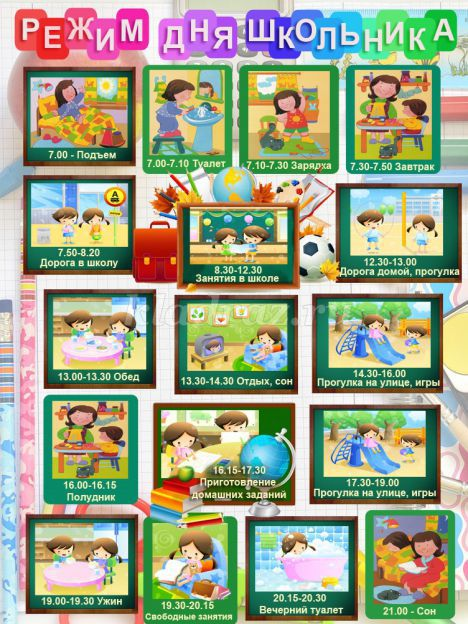 РЕЖИМ ДНЯ ШКОЛЬНИКА
7.00 - Подъем
7.00-7.10 Туалет
7.10-7.30 Зарядка
7.30-7.50 Завтрак
7.50-8.20
Дорога в школу
8.30-12.30
Занятия в школе
12.30-13.00
Дорога домой, прогулка
13.00-13.30 Обед
13.30-14.30 Отдых, сон
14.30-16.00
Прогулка на улице, игры
16.00-16.15
Полудник
16.15-17.30
Приготовление
домашних заданий
17.30-19.00
Прогулка на улице, игры
19.00-19.30 Ужин
19.30-20.15
Свободные занятия
20.15-20.30
Вечерний туалет
21.00 - Сон